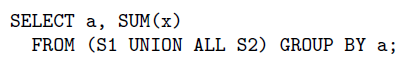 SELECT a, SUM(x)
FROM (S1 UNION ALL S2) GROUP BY a;